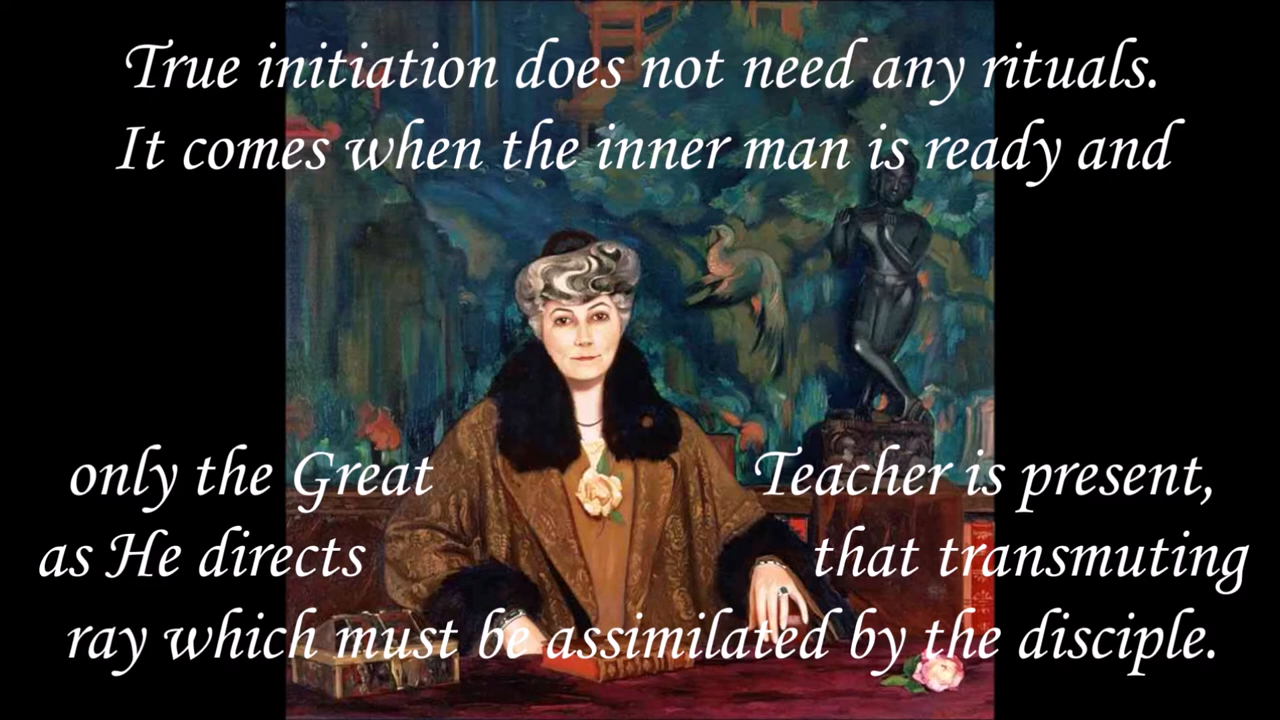 True initiation does not need any rituals.
It comes when the inner man is ready and
only the Great Teacher is present,
as He directs that transmuting
ray which must be assimilated by the disciple.